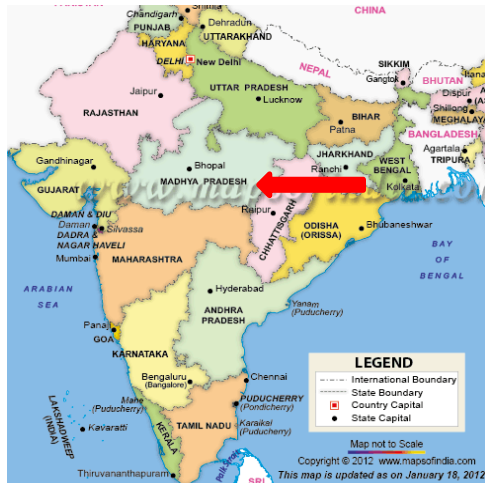 CHINA
Chandigarh
PUNJAB
Dehradun
UTTARAKHAND
HARYANA
DELHI
New Delhi
NEPAL
SIKKIM
Gangtok
BHUTAN
Jaipur
UTTAR PRADESH
Lucknow
RAJASTHAN
BIHAR
Patna
Dispur
Shillong
MEGHALAYA
BANGLADESH
Gandhinagar
Bhopal
JHARKHAND
Ranchi
WEST
BENGAL
Agartala
TRIPURA
MADHYA PRADESH
GUJARAT
Kolkata
DAMAN & DIU
Daman
Silvassa
DADRA &
NAGAR HAVELI
Raipur
CHHATTISGARH
ODISHA
(ORISSA)
Bhubaneshwar
Mumbai
MAHARASHTRA
BAY
OF
BENGAL
ARABIAN
SEA
Hyderabad
Yanam
(Puducherry)
ANDHRA
PRADESH
Panaji
GOA
KARNATAKA
Bengaluru
(Bangalore)
Chennai
LAKSHADWEEP
(INDIA)
Kavaratti
Mahe
(Puducherry)
PUDUCHERRY
(Pondicherry)
KERALA
TAMIL NADU
Karaikal
(Puducherry)
Thiruvananthapuram
SRI
LEGEND
International Boundary
State Boundary
Country Capital
State Capital
Map not to Scale
Copyright © 2012 www.mapsofindia.com
This map is updated as on January 18, 2012